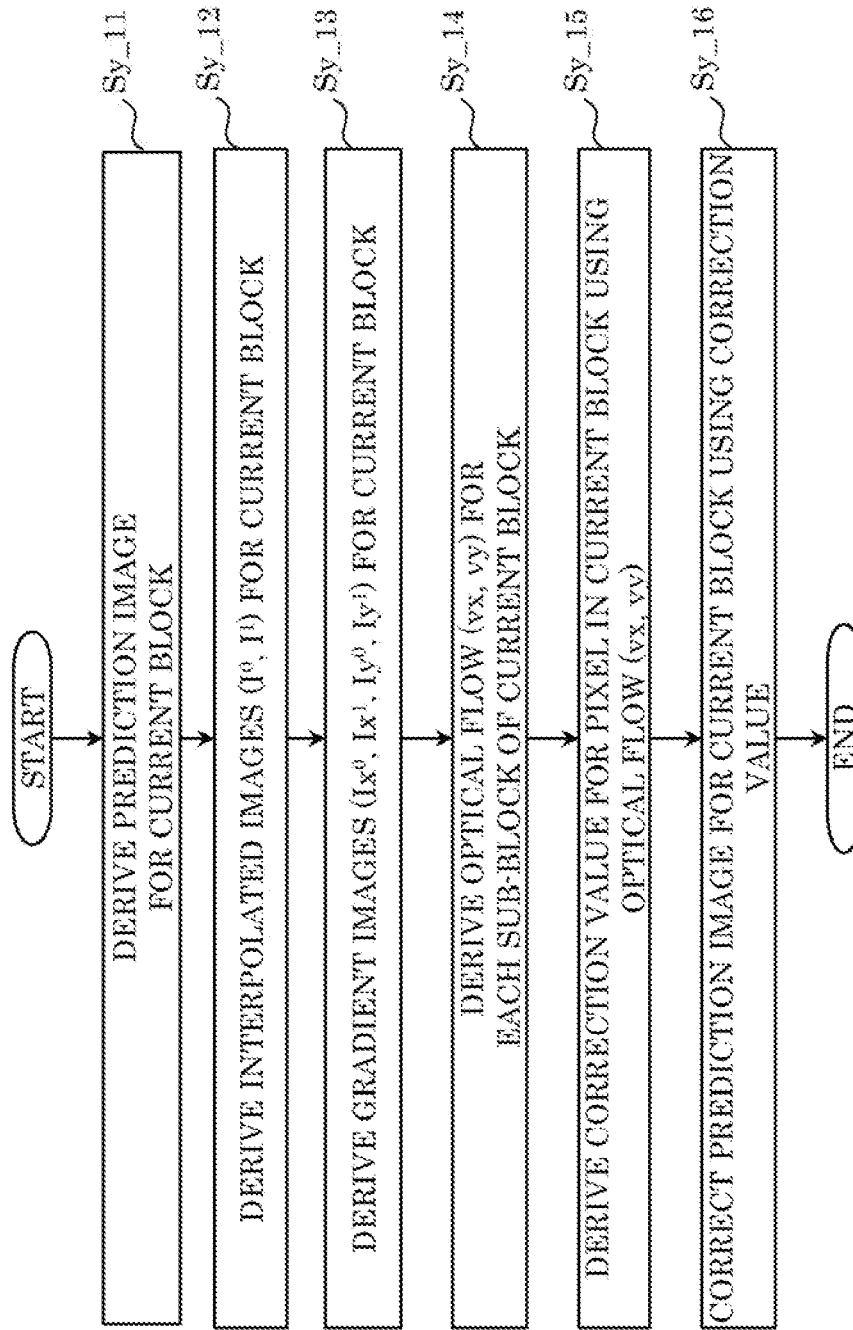 START
DERIVE PREDICTION IMAGE
FOR CURRENT BLOCK
Sy_11
DERIVE INTERPOLATED IMAGES (I⁰, I¹) FOR CURRENT BLOCK
Sy_12
DERIVE GRADIENT IMAGES (Ix⁰, Ix¹, Iy⁰, Iy¹) FOR CURRENT BLOCK
Sy_13
DERIVE OPTICAL FLOW (vx, vy) FOR
EACH SUB-BLOCK OF CURRENT BLOCK
Sy_14
DERIVE CORRECTION VALUE FOR PIXEL IN CURRENT BLOCK USING
OPTICAL FLOW (vx, vy)
Sy_15
CORRECT PREDICTION IMAGE FOR CURRENT BLOCK USING CORRECTION
VALUE
Sy_16
END